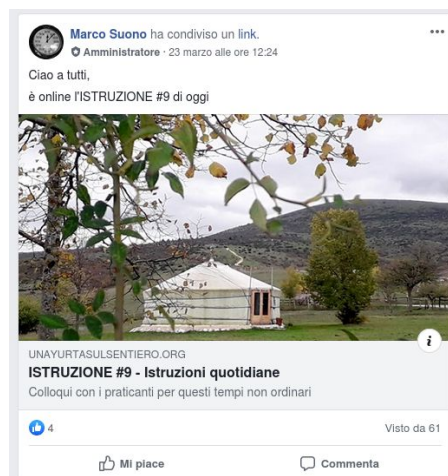 Marco Suono ha condiviso un link.
Amministratore · 23 marzo alle ore 12:24
Ciao a tutti,
è online l'ISTRUZIONE #9 di oggi
UNAYURTASULSENTIERO.ORG
ISTRUZIONE #9 - Istruzioni quotidiane
Colloqui con i praticanti per questi tempi non ordinari
4
Visto da 61
Mi piace
Commenta